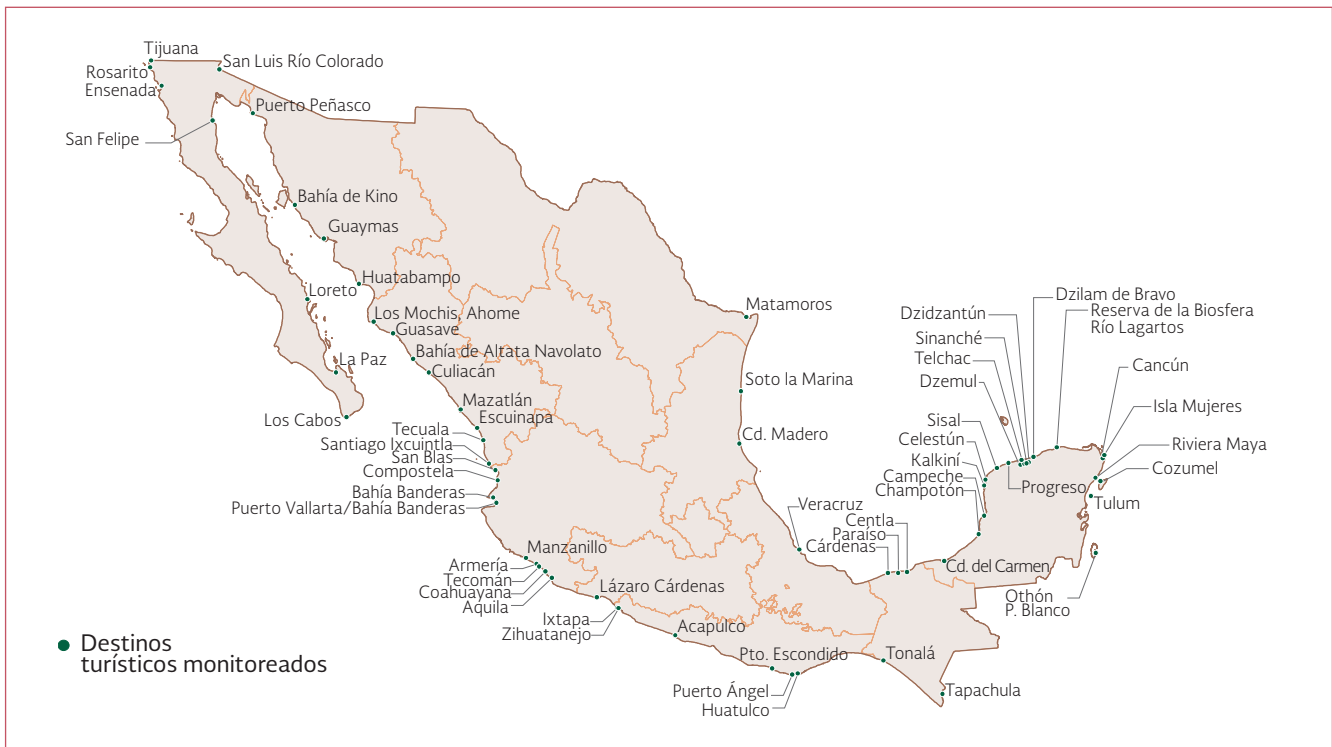 Tijuana
San Luis Río Colorado
Rosarito
Ensenada
Puerto Peñasco
San Felipe
Bahía de Kino
Guaymas
Huatabampo
Loreto
Los Mochis, Ahome
Guasave
Bahía de Altata Navolato
La Paz
Culiacán
Mazatlán
Los Cabos
Escuinapa
Tecuala
Santiago Ixcuintla
San Blas
Compostela
Bahía Banderas
Puerto Vallarta/Bahía Banderas
Manzanillo
Armería
Tecomán
Coahuayana
Aquila
Lázaro Cárdenas
Ixtapa
Zihuatanejo
Acapulco
Pto. Escondido
Puerto Ángel
Huatulco
Tonalá
Tapachula
Matamoros
Soto la Marina
Cd. Madero
Veracruz
Centla
Paraíso
Cárdenas
Cd. del Carmen
Dzilam de Bravo
Reserva de la Biosfera
Río Lagartos
Dzidzantún
Sinanché
Telchac
Dzemul
Sisal
Celestún
Kalkiní
Campeche
Champotón
Progreso
Cancún
Isla Mujeres
Riviera Maya
Cozumel
Tulum
Othón
P. Blanco
Destinos
turísticos monitoreados